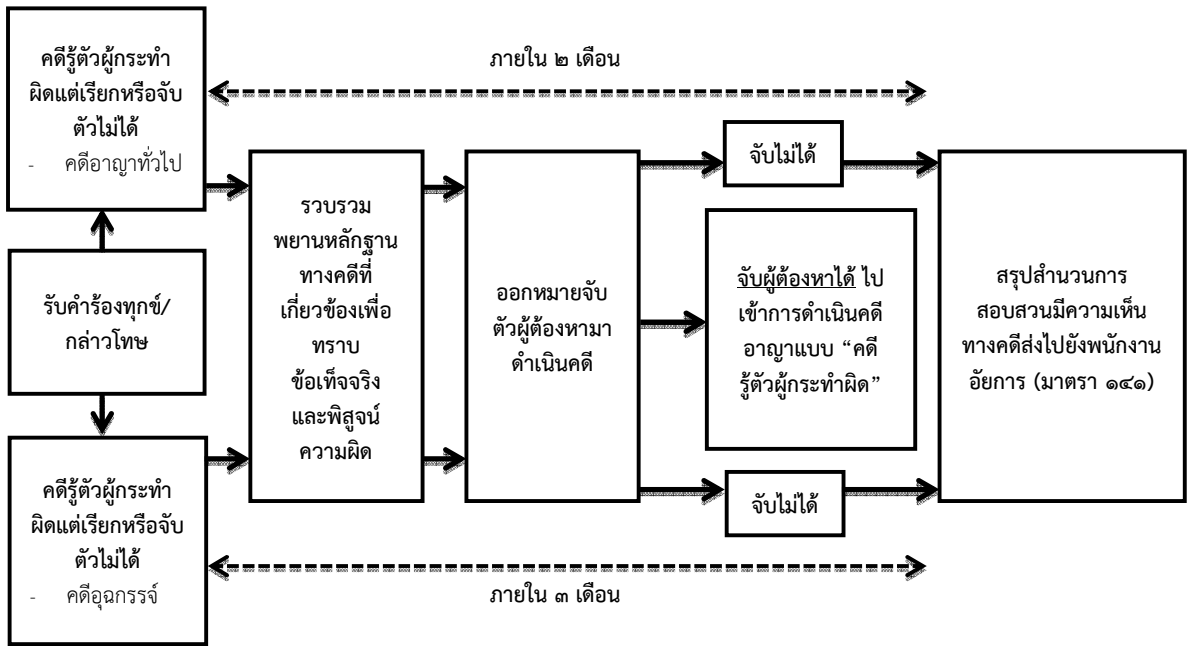 คดีรู้ตัวผู้กระทำ
ผิดแต่เรียกหรือจับ
ตัวไม่ได้
- คดีอาญาทั่วไป
ภายใน ๒ เดือน
รับคำร้องทุกข์/
กล่าวโทษ
คดีรู้ตัวผู้กระทำ
ผิดแต่เรียกหรือจับ
ตัวไม่ได้
- คดีอุฉกรรจ์
ภายใน ๓ เดือน
รวบรวม
พยานหลักฐาน
ทางคดีที่
เกี่ยวข้องเพื่อ
ทราบ
ข้อเท็จจริง
และพิสูจน์
ความผิด
ออกหมายจับ
ตัวผู้ต้องหามา
ดำเนินคดี
จับไม่ได้
จับผู้ต้องหาได้ ไป
เข้าการดำเนินคดี
อาญาแบบ “คดี
รู้ตัวผู้กระทำผิด”
จับไม่ได้
สรุปสำนวนการ
สอบสวนมีความเห็น
ทางคดีส่งไปยังพนักงาน
อัยการ (มาตรา ๑๔๑)